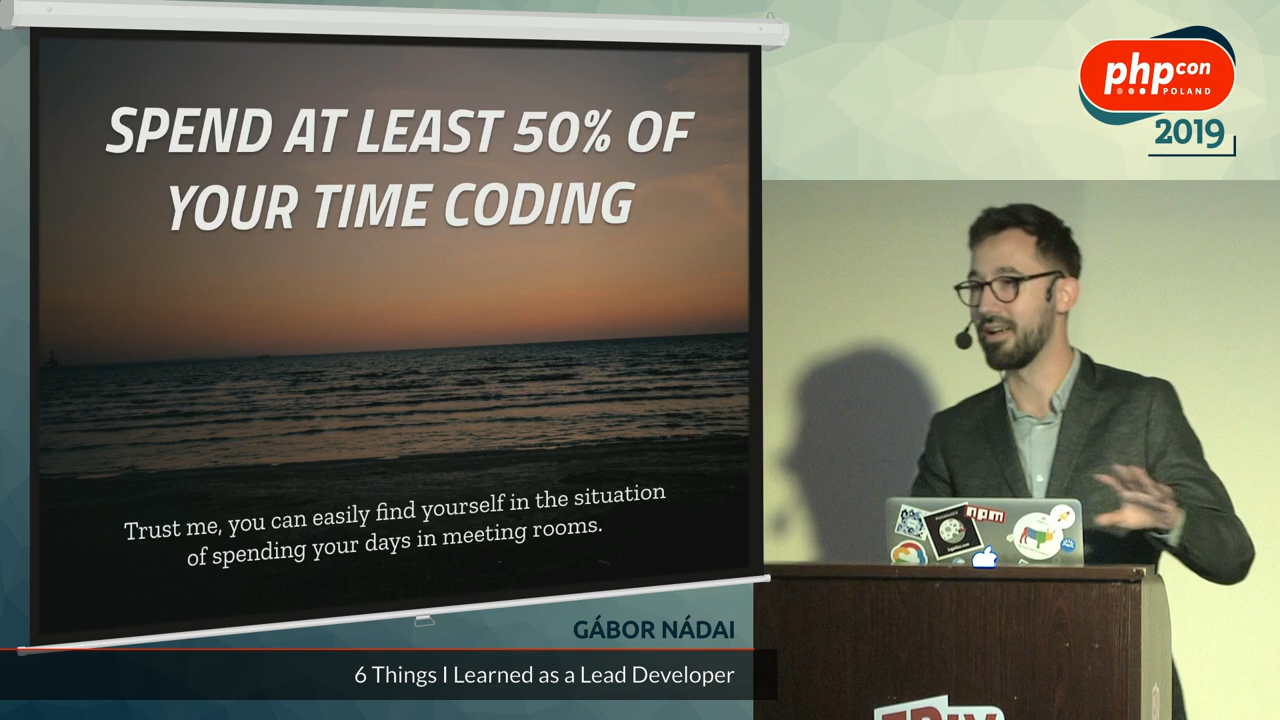 SPEND AT LEAST 50% OF
YOUR TIME CODING
Trust me, you can easily find yourself in the situation
of spending your days in meeting rooms.
GÁBOR NÁDAI
6 Things I Learned as a Lead Developer
php con
POLAND
2019
npm